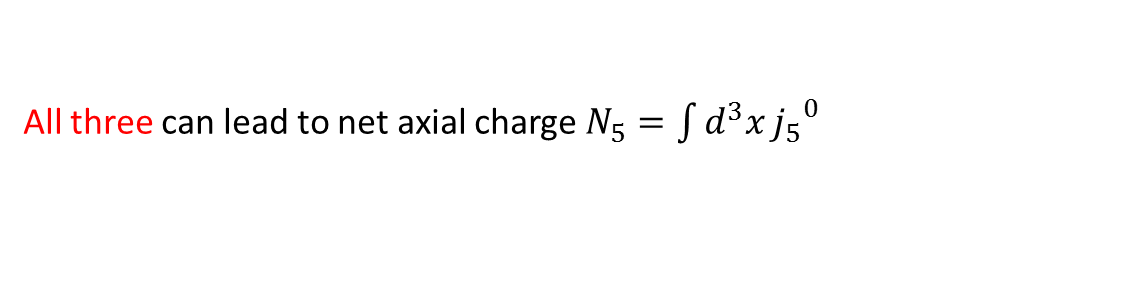 All three can lead to net axial charge N₅ = ∫ d³x j₅⁰